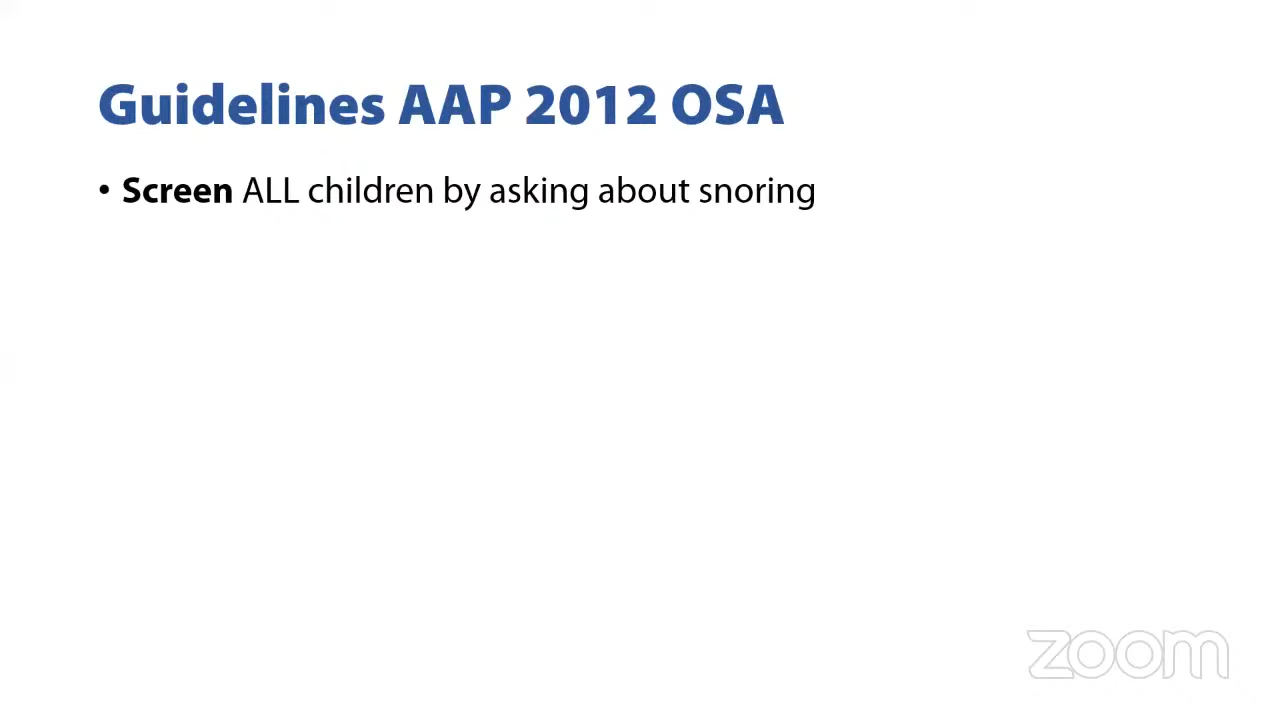 Guidelines AAP 2012 OSA
• Screen ALL children by asking about snoring
zoom